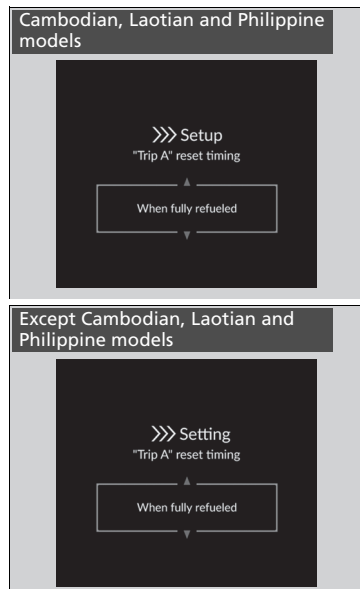 Cambodian, Laotian and Philippine
models
Setup
"Trip A" reset timing
When fully refueled
Except Cambodian, Laotian and
Philippine models
Setting
"Trip A" reset timing
When fully refueled